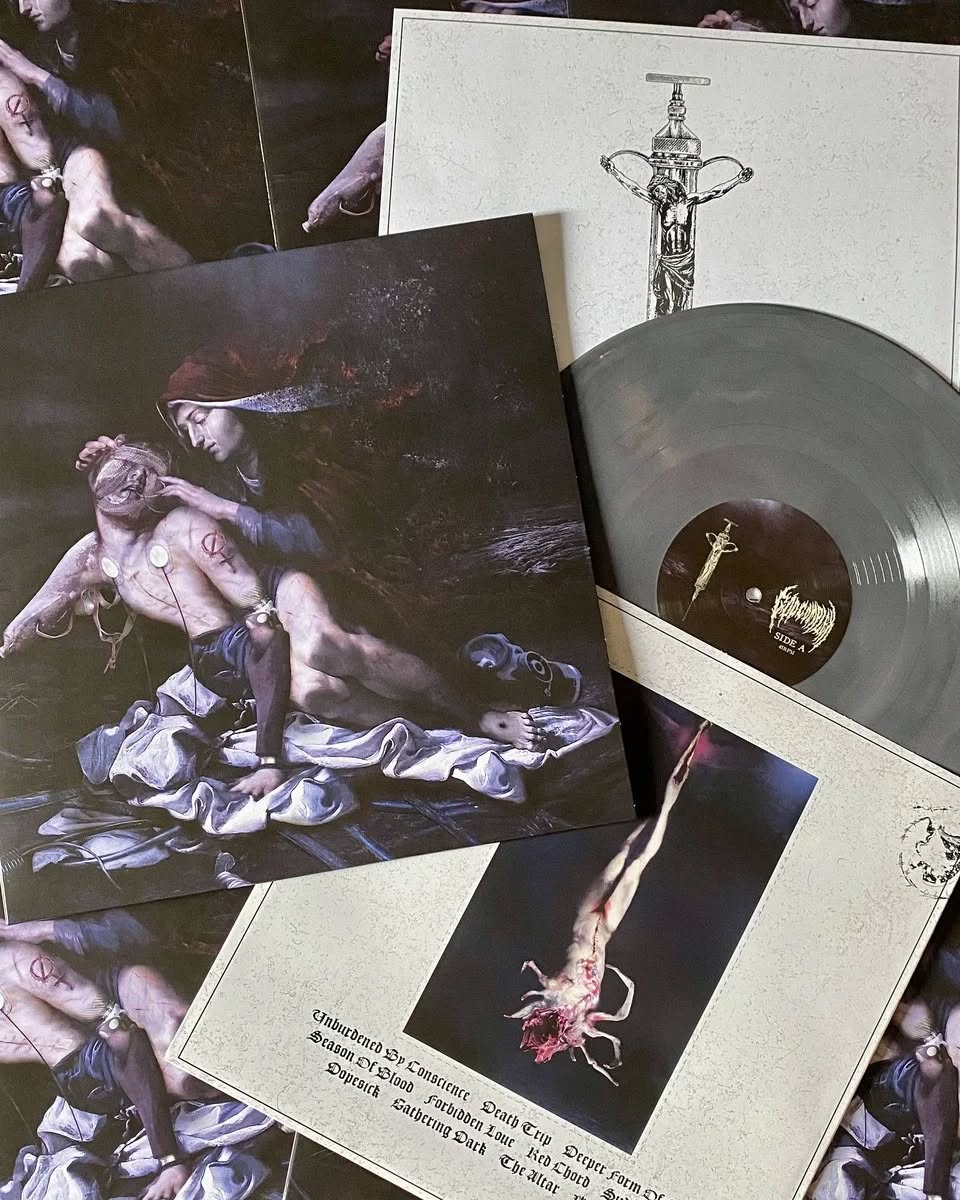 SIDE A
45RPM
Unburdened By Conscience Death Trip Deeper Form Of
Season Of Blood Forbidden Love Red Chord
Dopesick Gathering Dark The Altar